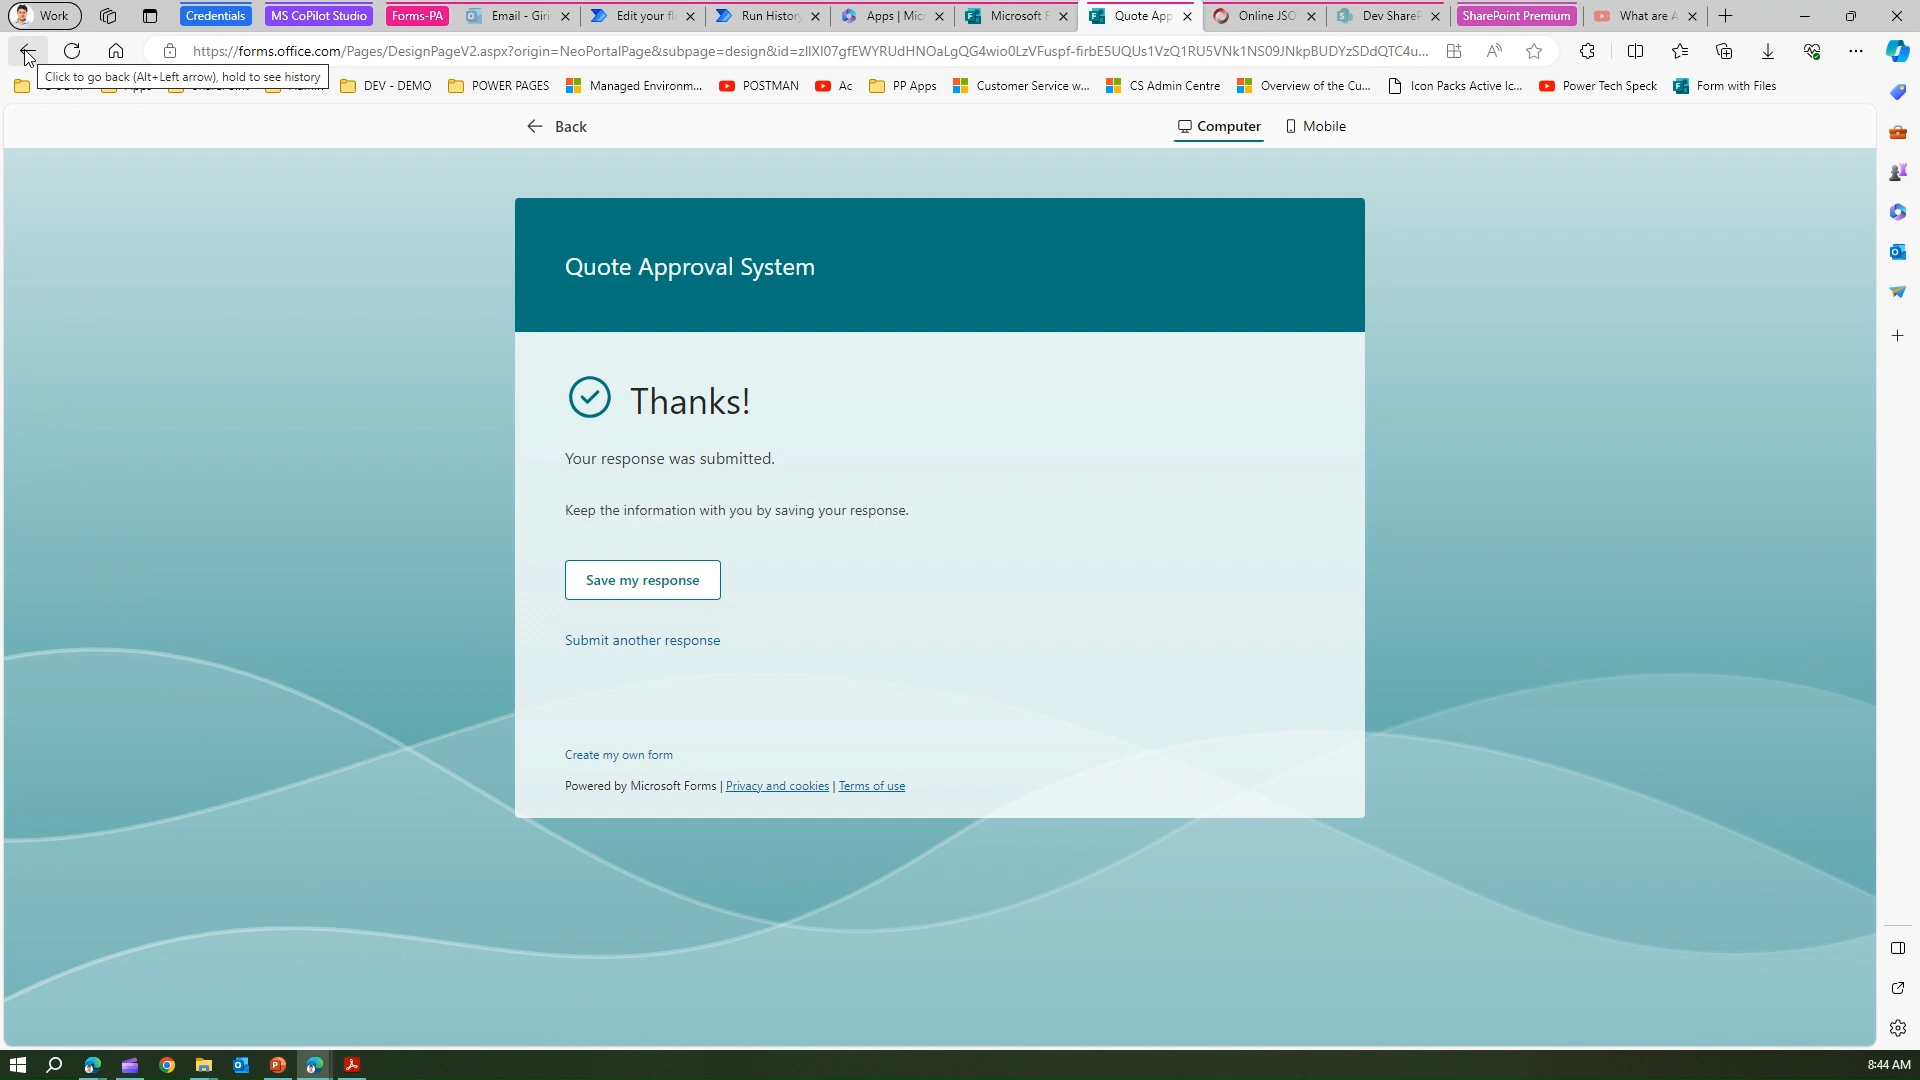 Work
Credentials
MS CoPilot Studio
Forms-PA
Email - Giri
Edit your fl
Run History
Apps | Micr
Microsoft F
Quote App
Online JSO
Dev ShareP
SharePoint Premium
What are A
https://forms.office.com/Pages/DesignPageV2.aspx?origin=NeoPortalPage&subpage=design&id=
Click to go back (Alt+Left arrow), hold to see history
DEV - DEMO
POWER PAGES
Managed Environm...
POSTMAN
Ac
PP Apps
Customer Service w...
CS Admin Centre
Overview of the Cu...
Icon Packs Active Ic...
Power Tech Speck
Form with Files
Back
Computer
Mobile
Quote Approval System
Thanks!
Your response was submitted.
Keep the information with you by saving your response.
Save my response
Submit another response
Create my own form
Powered by Microsoft Forms | Privacy and cookies | Terms of use
8:44 AM